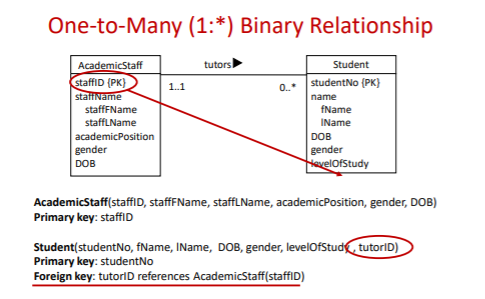 One-to-Many (1:*) Binary Relationship
AcademicStaff
tutors▶
Student
staffID {PK}
staffName
staffFName
staffLName
academicPosition
gender
DOB
1..1
0..*
studentNo {PK}
name
fName
lName
DOB
gender
levelOfStudy
AcademicStaff(staffID, staffFName, staffLName, academicPosition, gender, DOB)
Primary key: staffID
Student(studentNo, fName, lName, DOB, gender, levelOfStudy , tutorID)
Primary key: studentNo
Foreign key: tutorID references AcademicStaff(staffID)